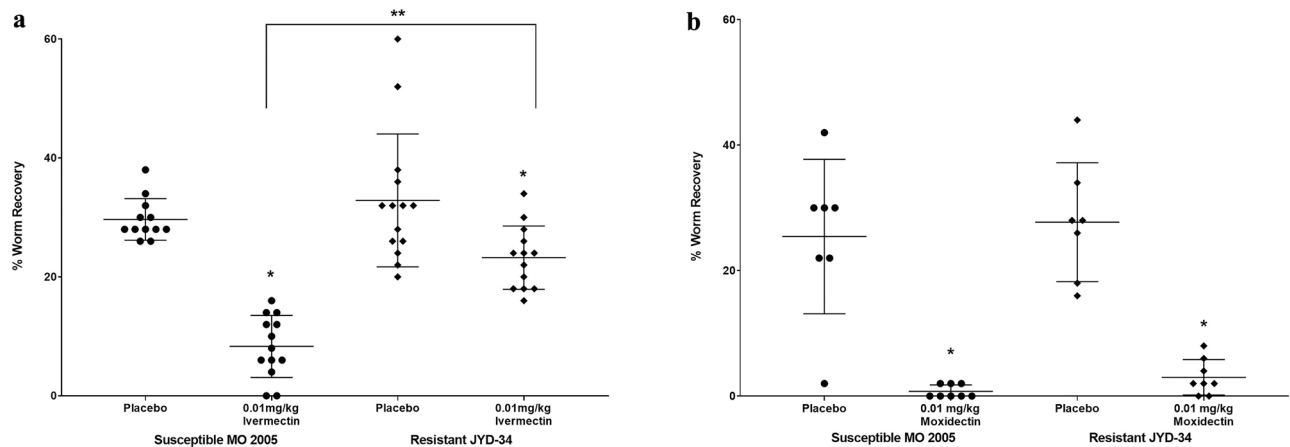 a
**
60
40
20
0
% Worm Recovery
*
*
Placebo
0.01mg/kg
Ivermectin
Placebo
0.01mg/kg
Ivermectin
Susceptible MO 2005
Resistant JYD-34
b
60
40
20
0
% Worm Recovery
*
*
Placebo
0.01 mg/kg
Moxidectin
Placebo
0.01 mg/kg
Moxidectin
Susceptible MO 2005
Resistant JYD-34